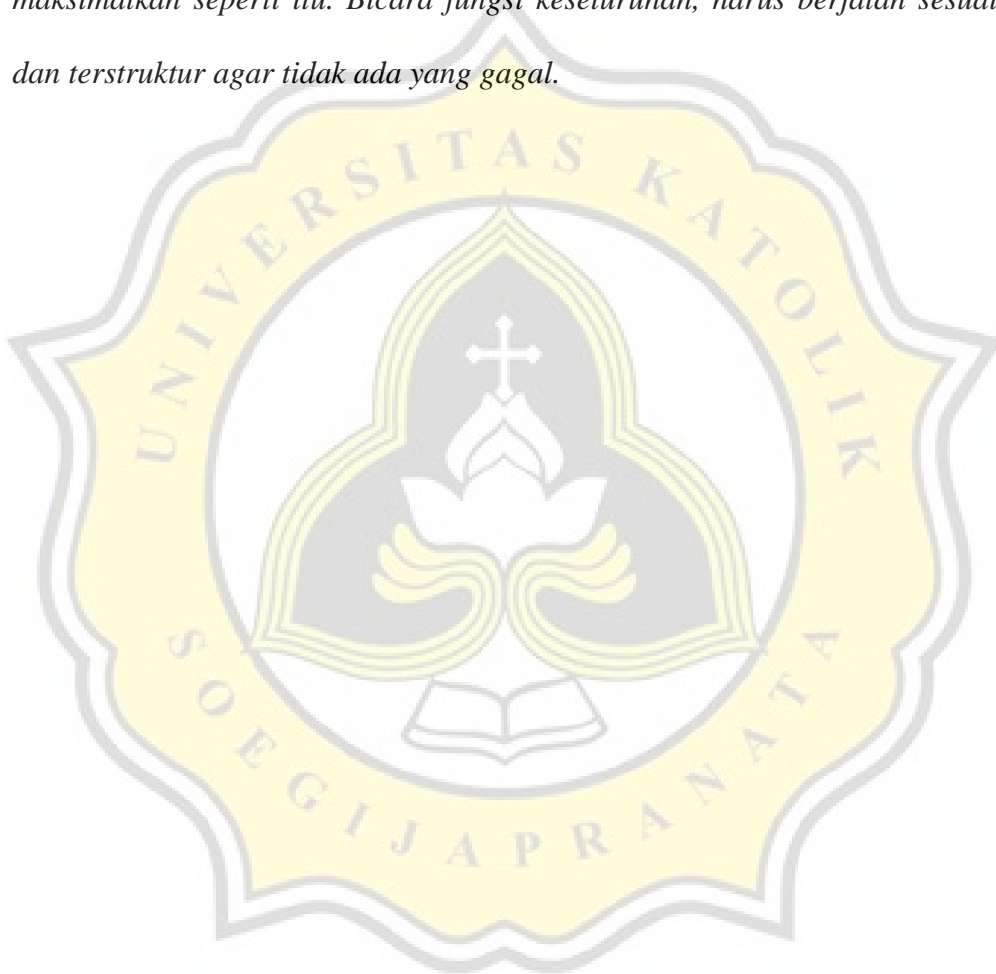 maksimalkan seperti itu. Bicara fungsi keseluruhan, harus berjalan sesuai
dan terstruktur agar tidak ada yang gagal.
UNIVERSITAS KATOLIK
SOEGIJAPRANATA